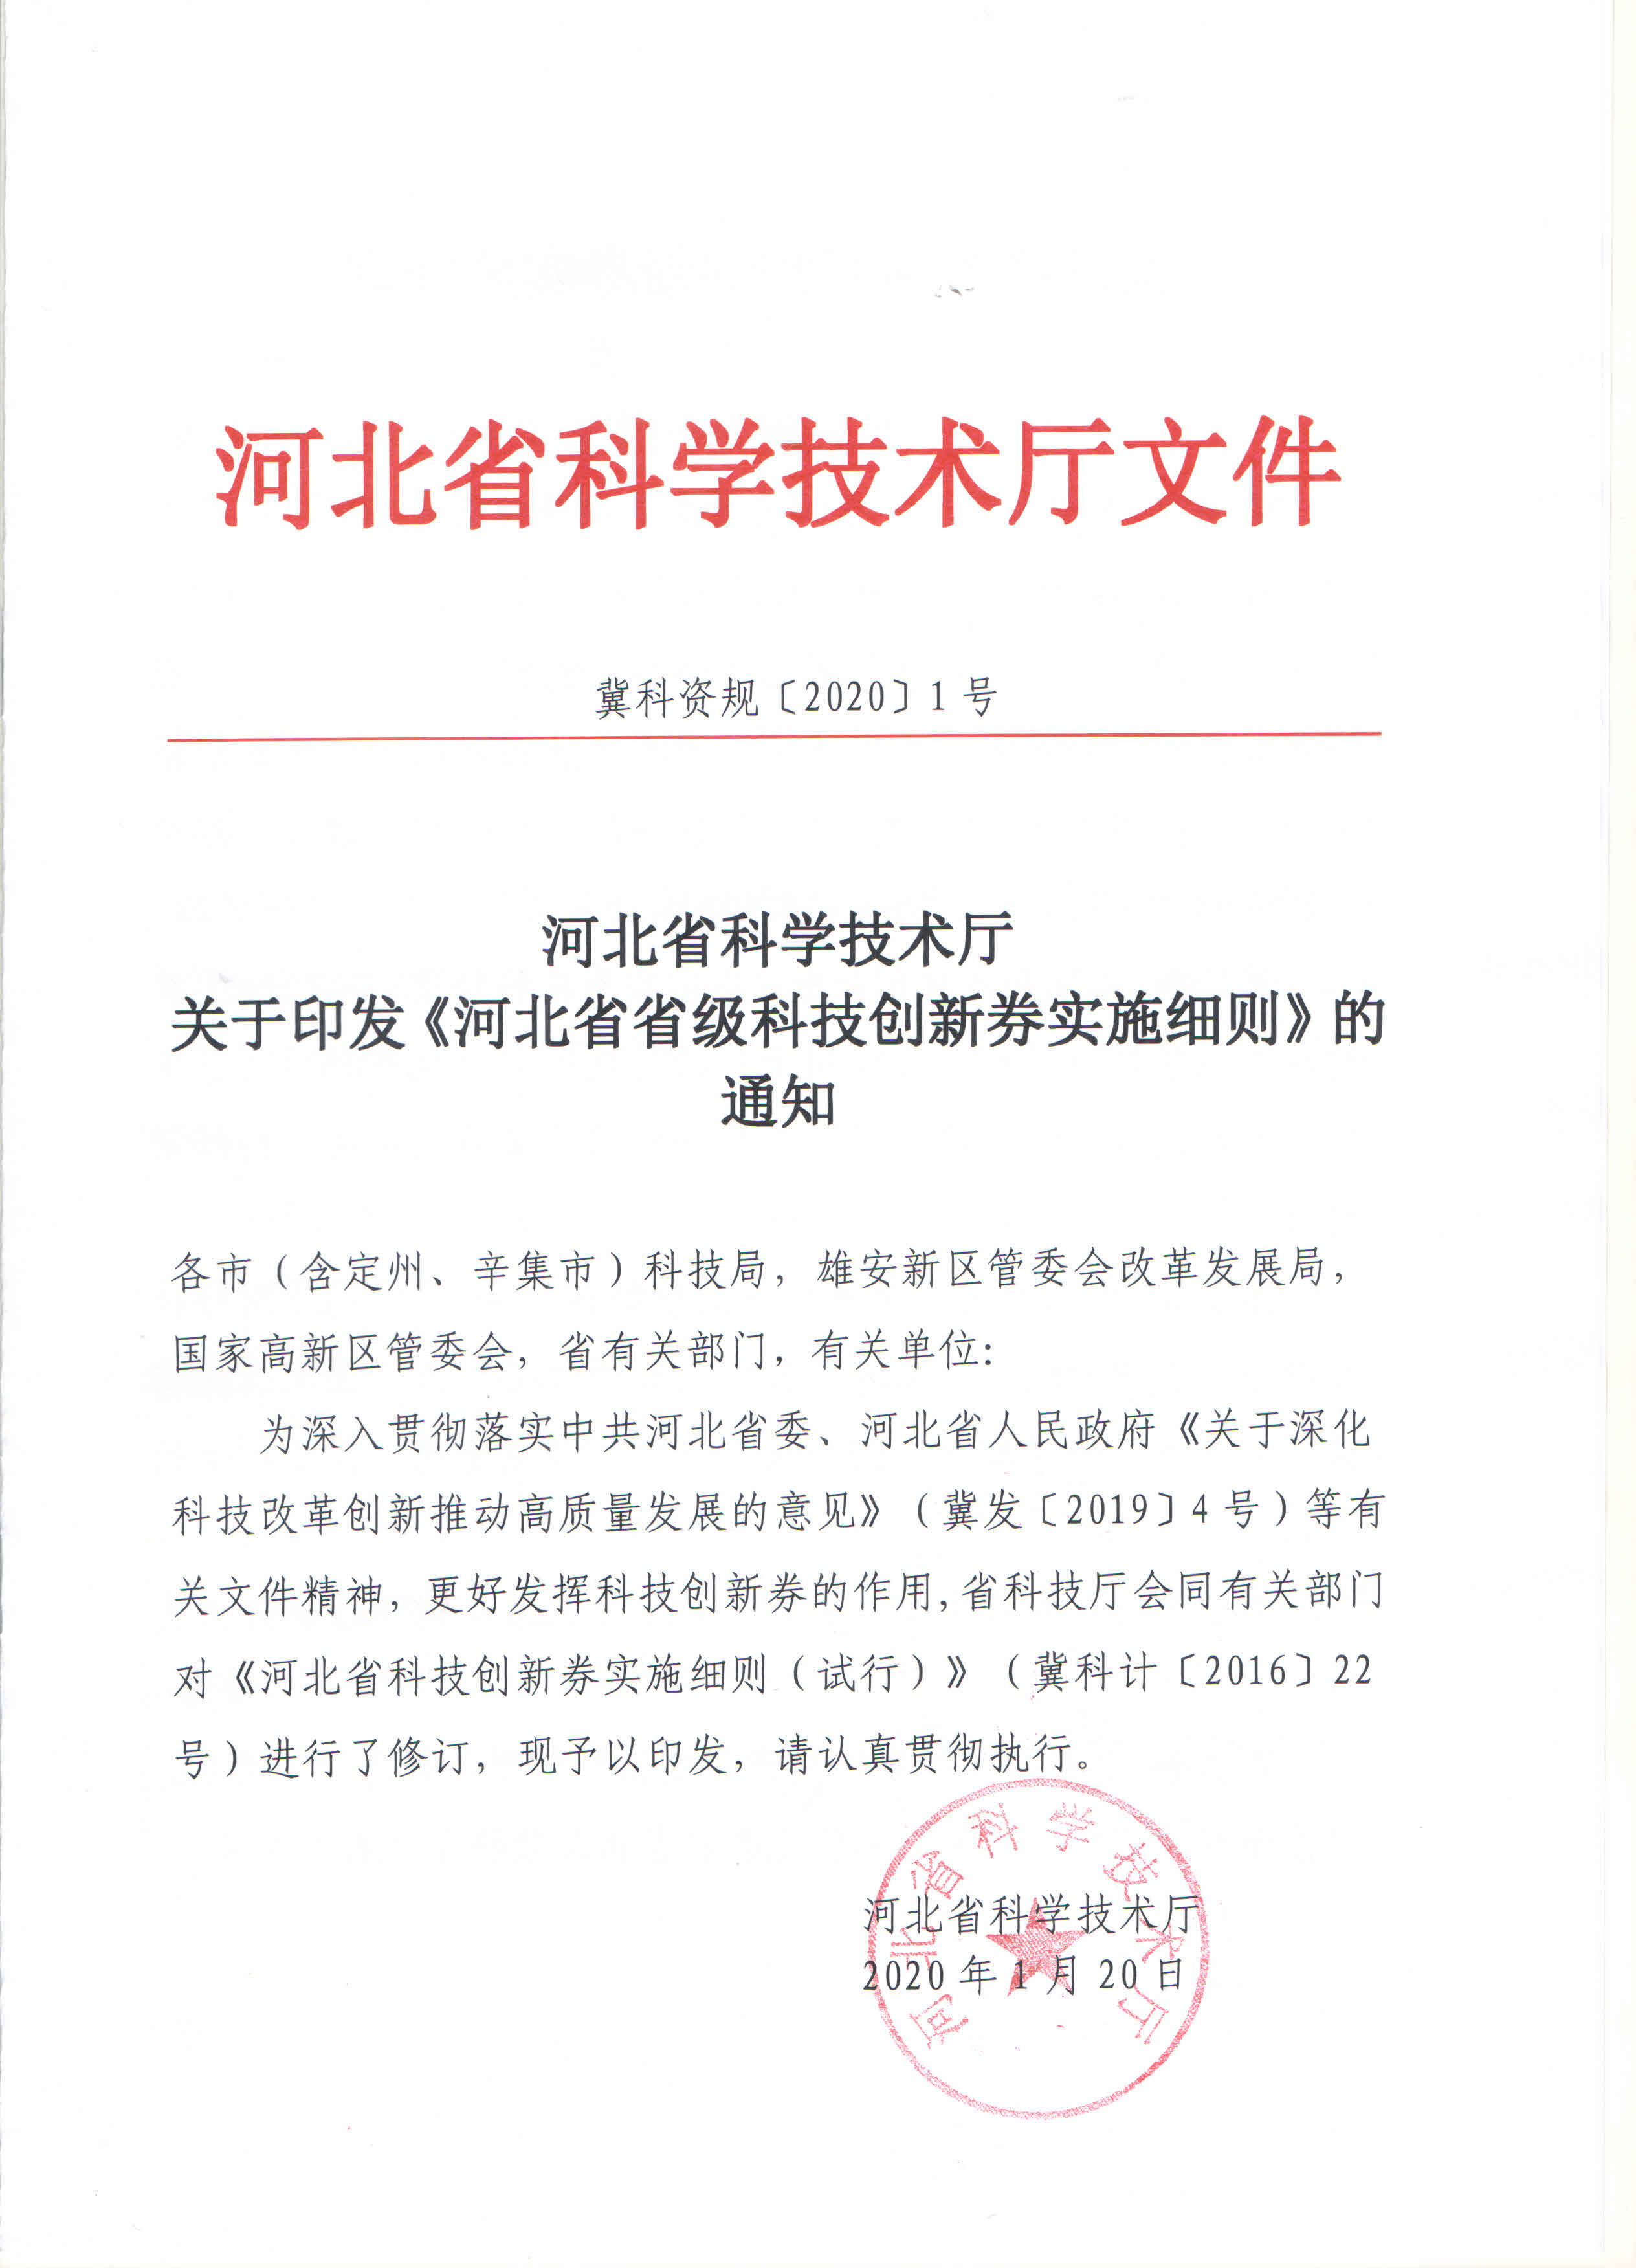 河北省科学技术厅文件
冀科资规〔2020〕1 号
河北省科学技术厅
关于印发《河北省省级科技创新券实施细则》的
通知
各市（含定州、辛集市）科技局，雄安新区管委会改革发展局，
国家高新区管委会，省有关部门，有关单位：
为深入贯彻落实中共河北省委、河北省人民政府《关于深化
科技改革创新推动高质量发展的意见》（冀发〔2019〕4 号）等有
关文件精神，更好发挥科技创新券的作用，省科技厅会同有关部门
对《河北省科技创新券实施细则（试行）》（冀科计〔2016〕22
号）进行了修订，现予以印发，请认真贯彻执行。
河北省科学技术厅
2020 年 1 月 20 日
河北省科学技术厅